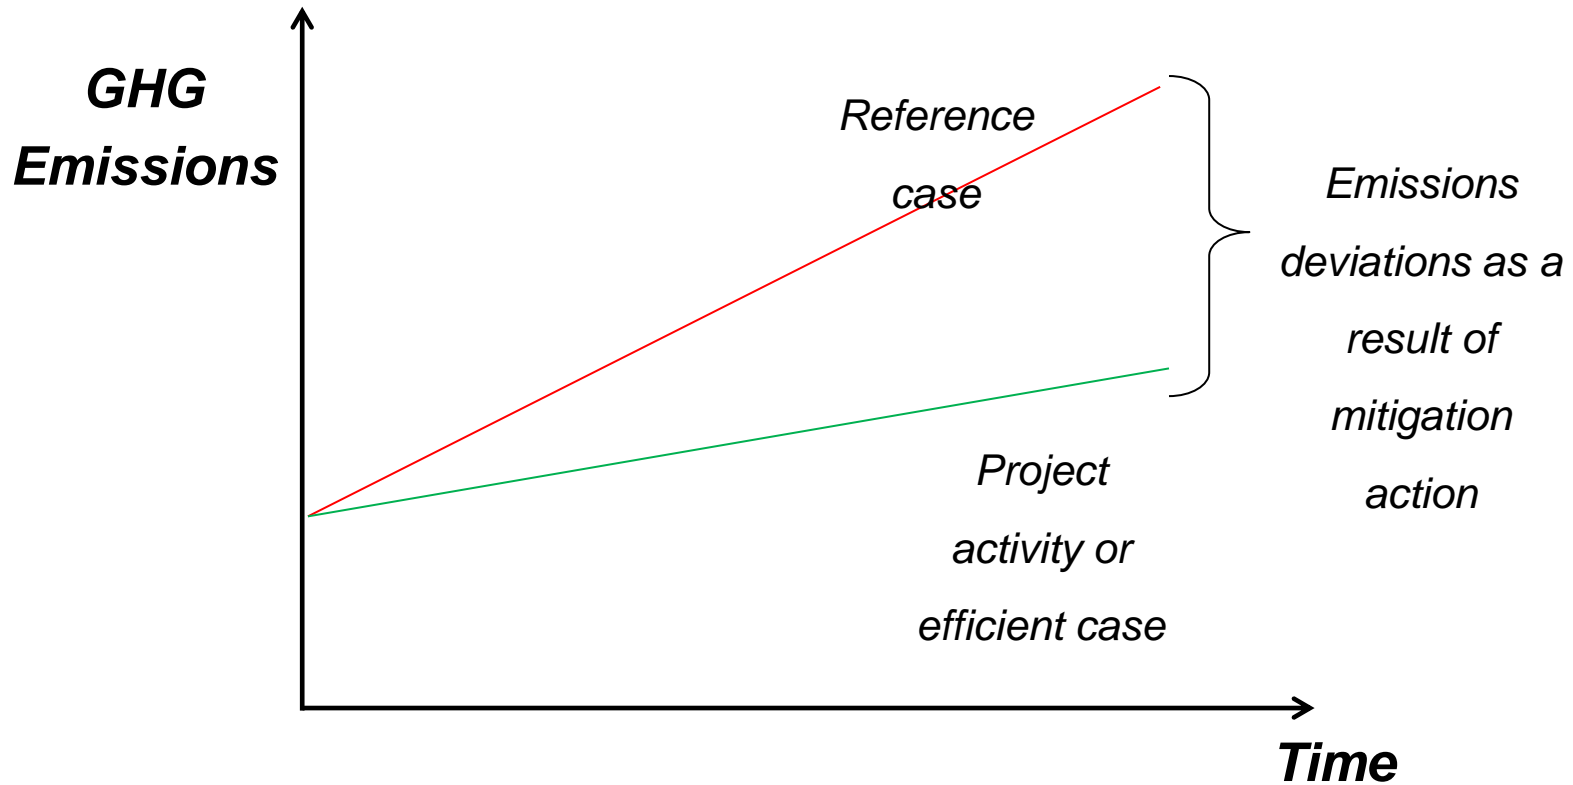 GHG
Emissions
Reference
case
Emissions
deviations as a
result of
mitigation
action
Project
activity or
efficient case
Time